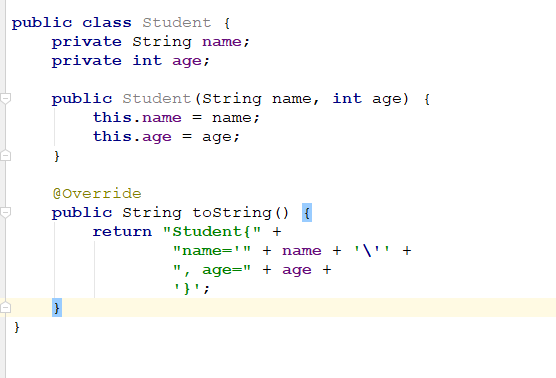 public class Student {
    private String name;
    private int age;

    public Student(String name, int age) {
        this.name = name;
        this.age = age;
    }

    @Override
    public String toString() {
        return "Student{" +
                "name='" + name + '\'' +
                ", age=" + age +
                '}';
    }
}